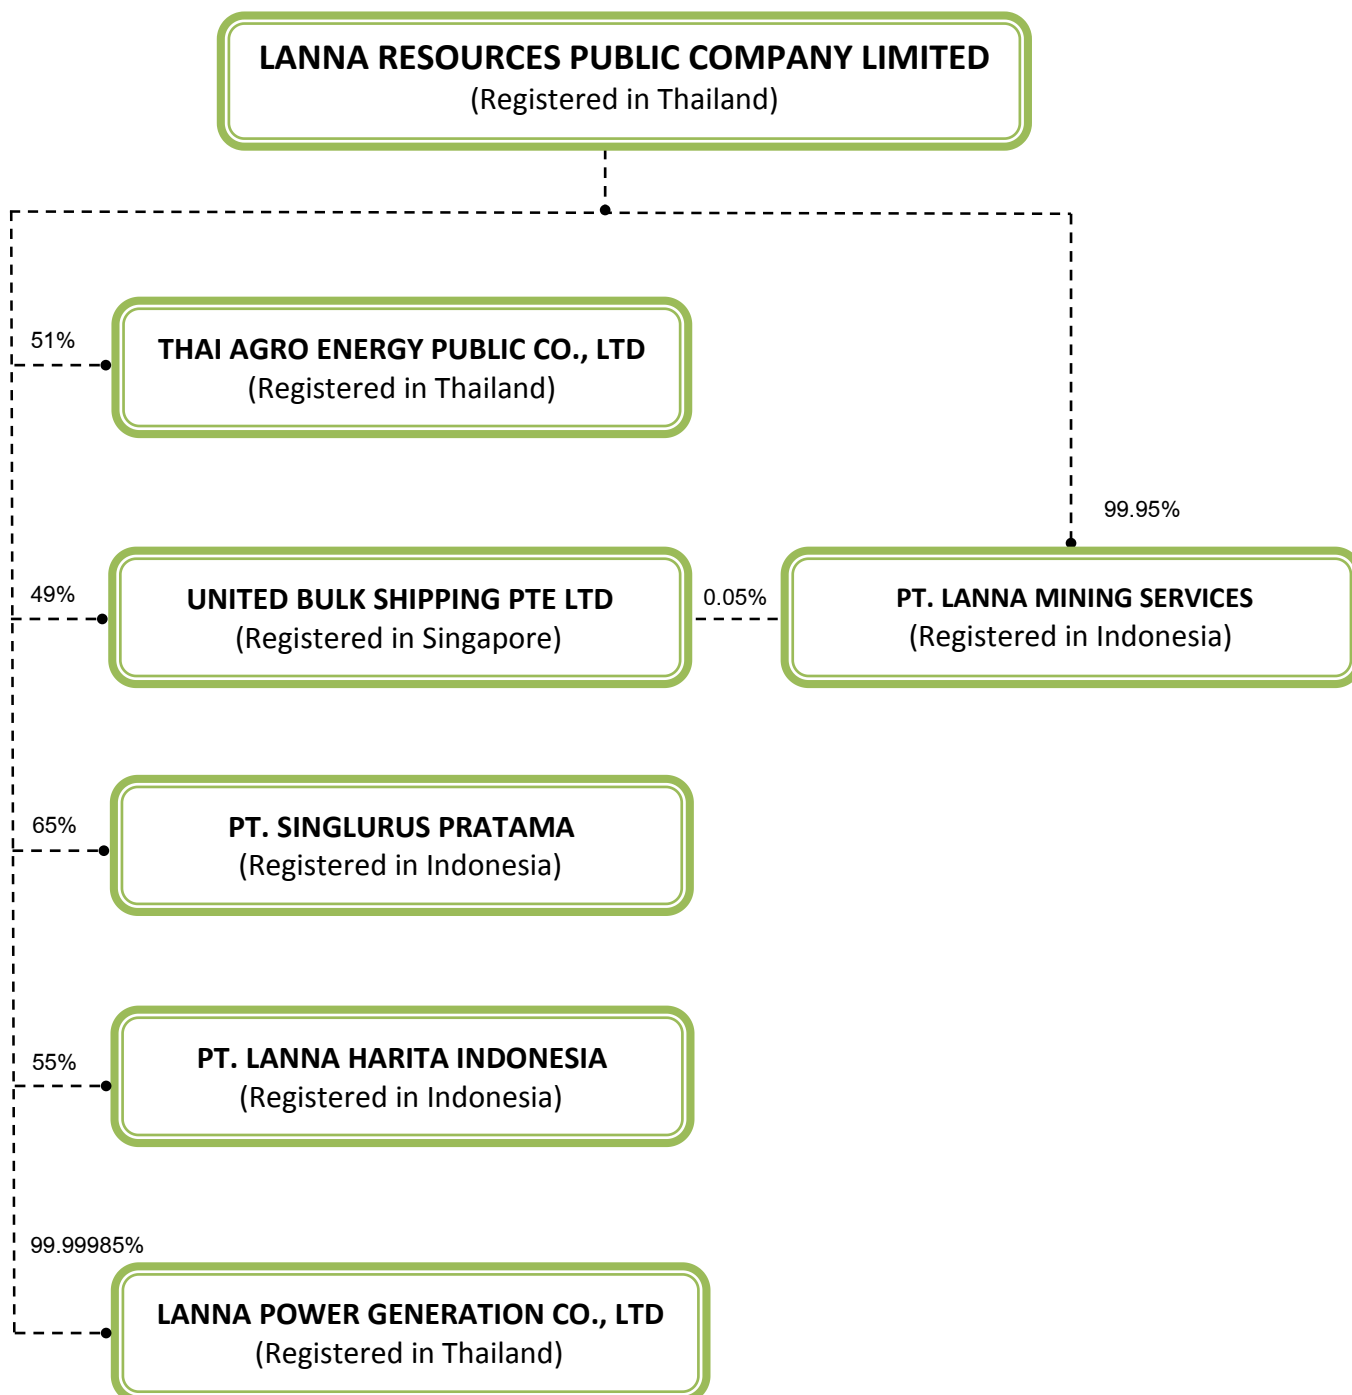 LANNA RESOURCES PUBLIC COMPANY LIMITED
(Registered in Thailand)
51%
THAI AGRO ENERGY PUBLIC CO., LTD
(Registered in Thailand)
99.95%
49%
UNITED BULK SHIPPING PTE LTD
(Registered in Singapore)
0.05%
PT. LANNA MINING SERVICES
(Registered in Indonesia)
65%
PT. SINGLURUS PRATAMA
(Registered in Indonesia)
55%
PT. LANNA HARITA INDONESIA
(Registered in Indonesia)
99.99985%
LANNA POWER GENERATION CO., LTD
(Registered in Thailand)